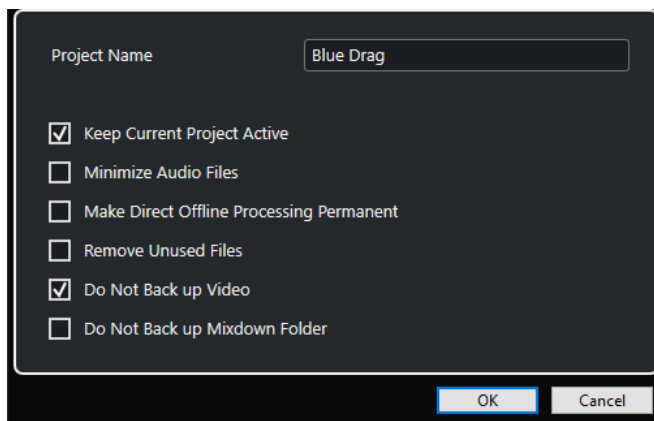 Project Name
Blue Drag
Keep Current Project Active
Minimize Audio Files
Make Direct Offline Processing Permanent
Remove Unused Files
Do Not Back up Video
Do Not Back up Mixdown Folder
OK
Cancel